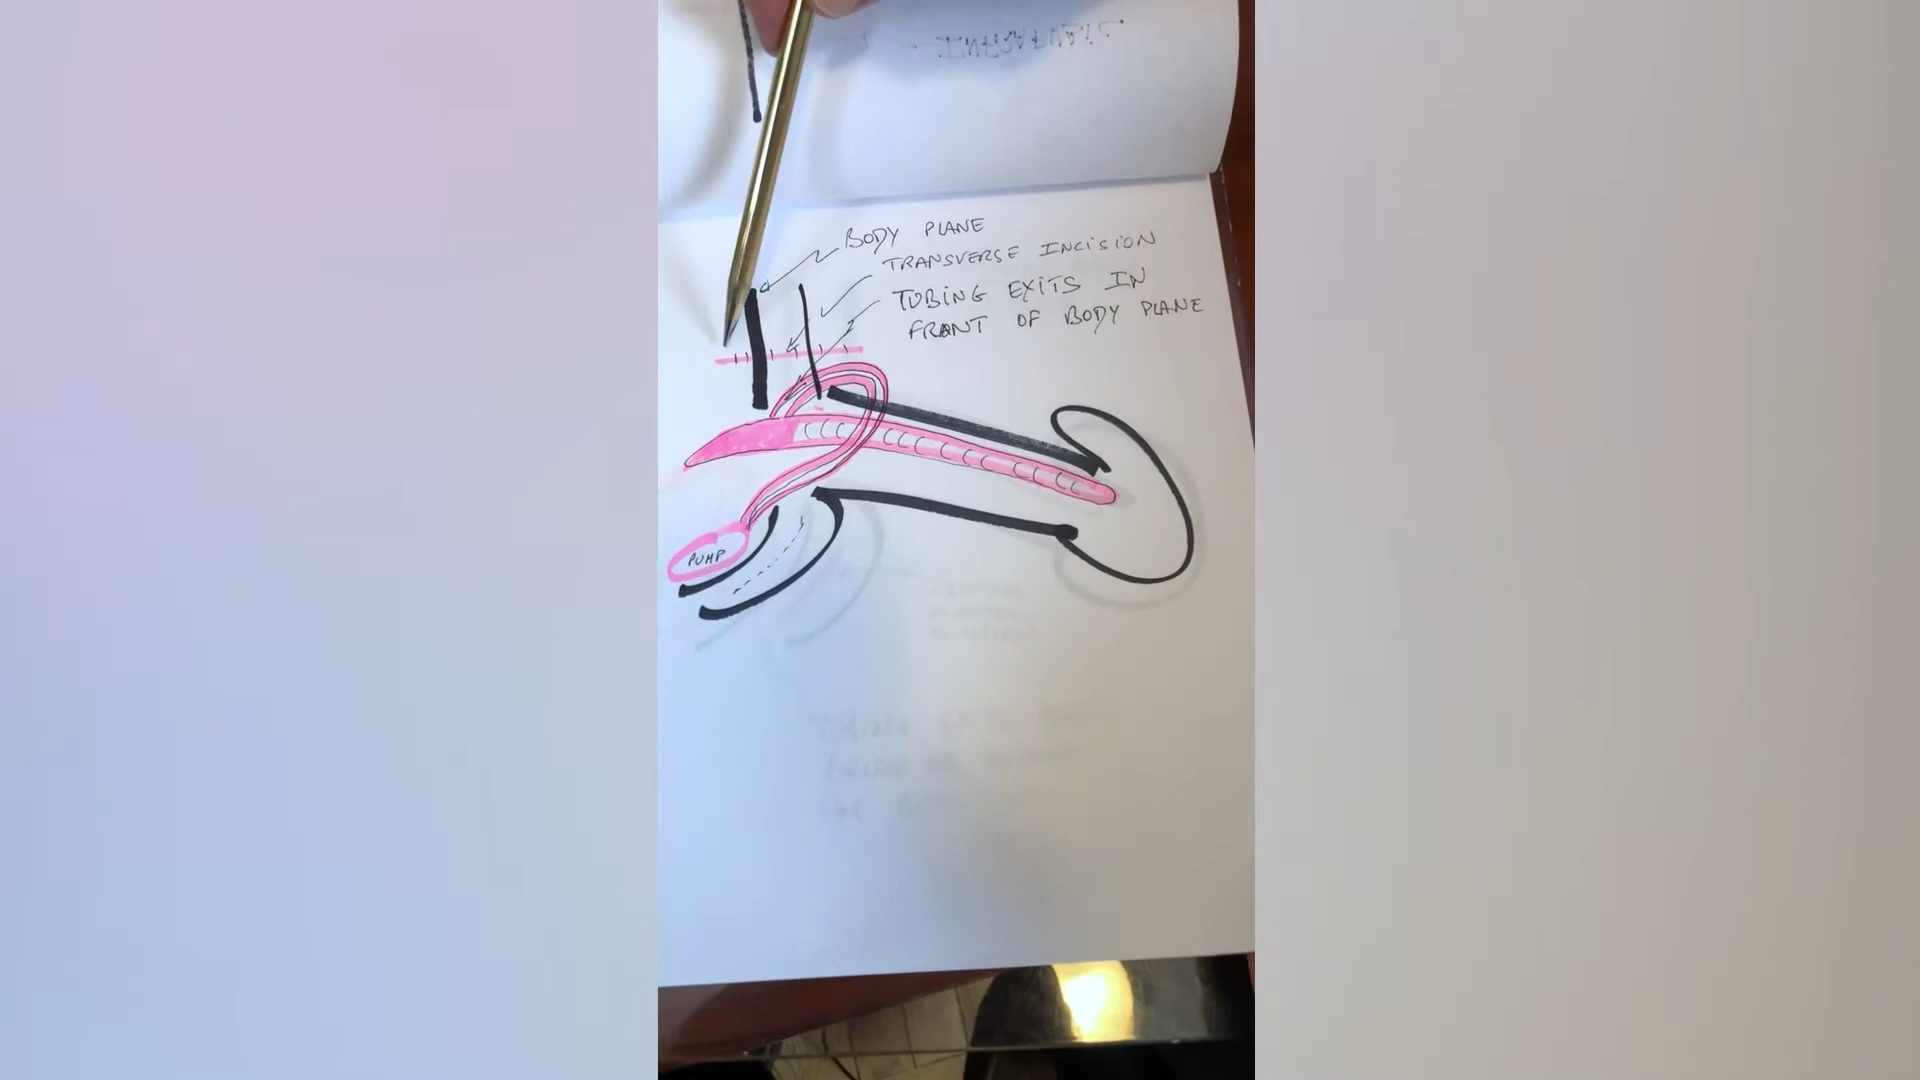 BODY PLANE
TRANSVERSE INCISION
TUBING EXITS IN
FRONT OF BODY PLANE
PUMP